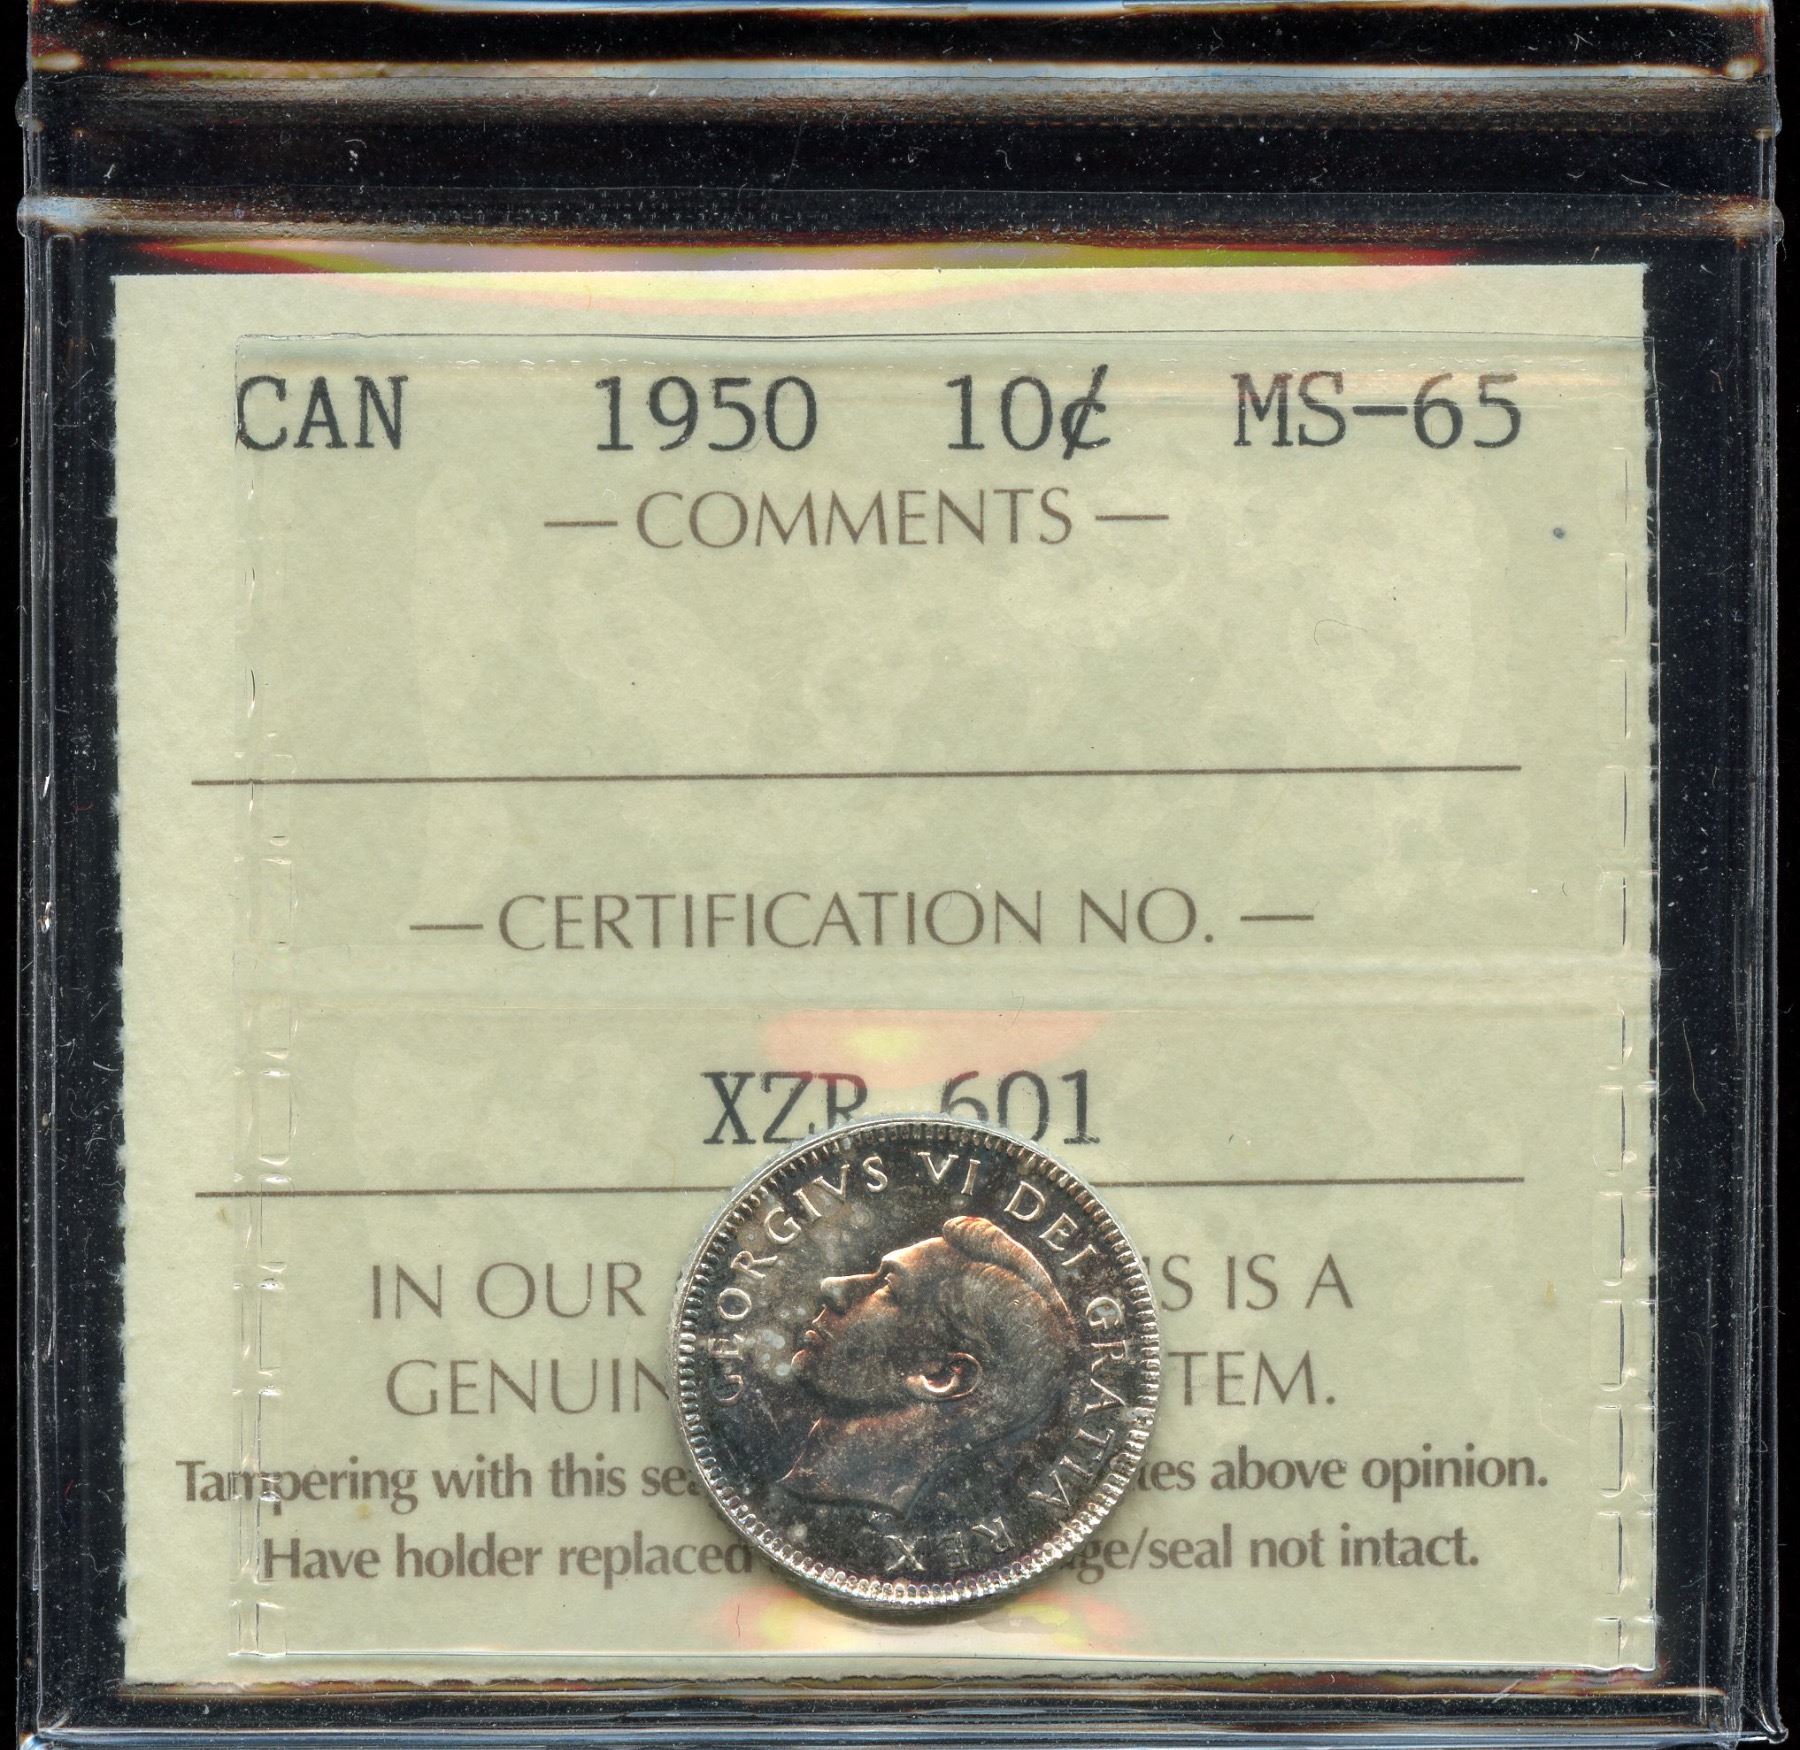 CAN 1950 10¢ MS-65
— COMMENTS —
— CERTIFICATION NO. —
XZR 601
GEORGIVS VI DEI GRATIA REX
IN OUR S IS A
GENUIN TEM.
Tampering with this sea tes above opinion.
Have holder replaced ge/seal not intact.